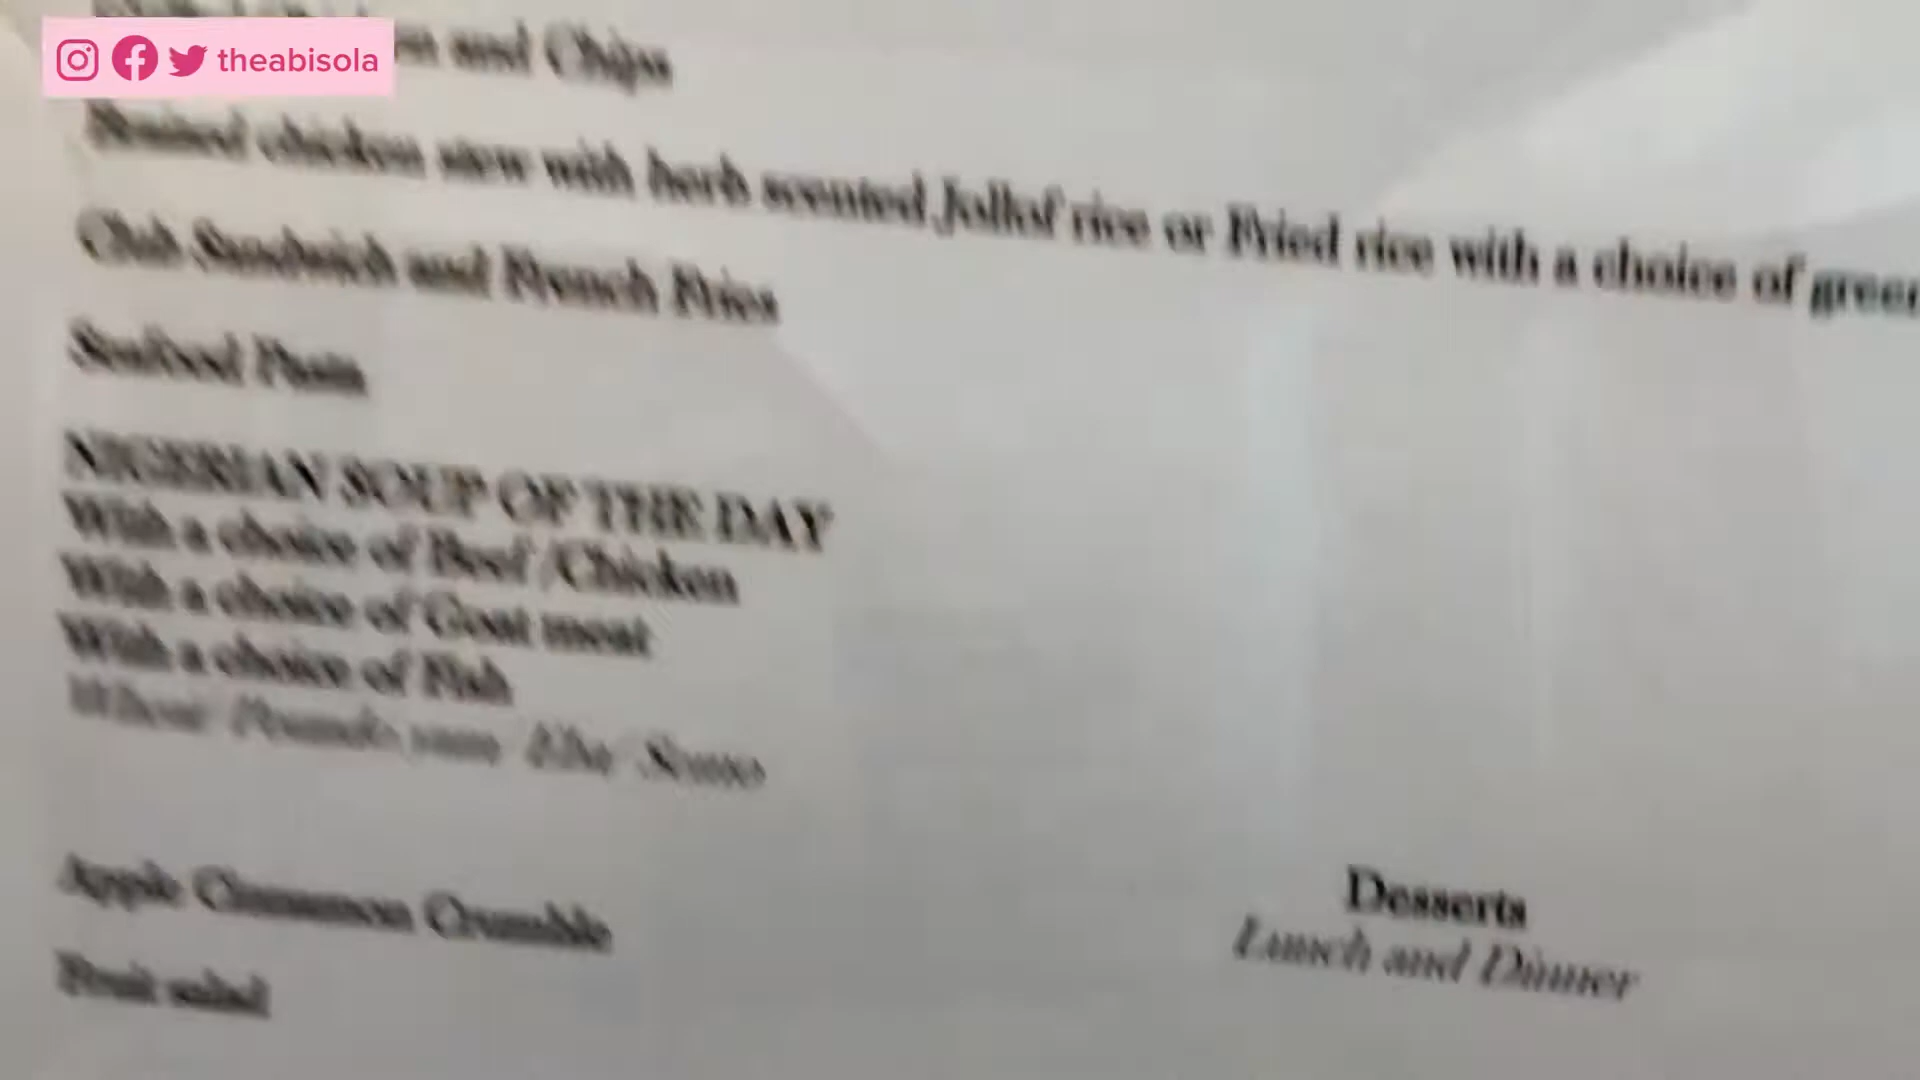 theabisola
and Chips
chicken stew with herb scented Jollof rice or Fried rice with a choice of
Club Sandwich and French Fries
Seafood Pasta
NIGERIAN SOUP OF THE DAY
With a choice of Beef /Chicken
With a choice of Goat meat
With a choice of Fish
Desserts
Lunch and Dinner
Apple Cinnamon Crumble
Fruit salad